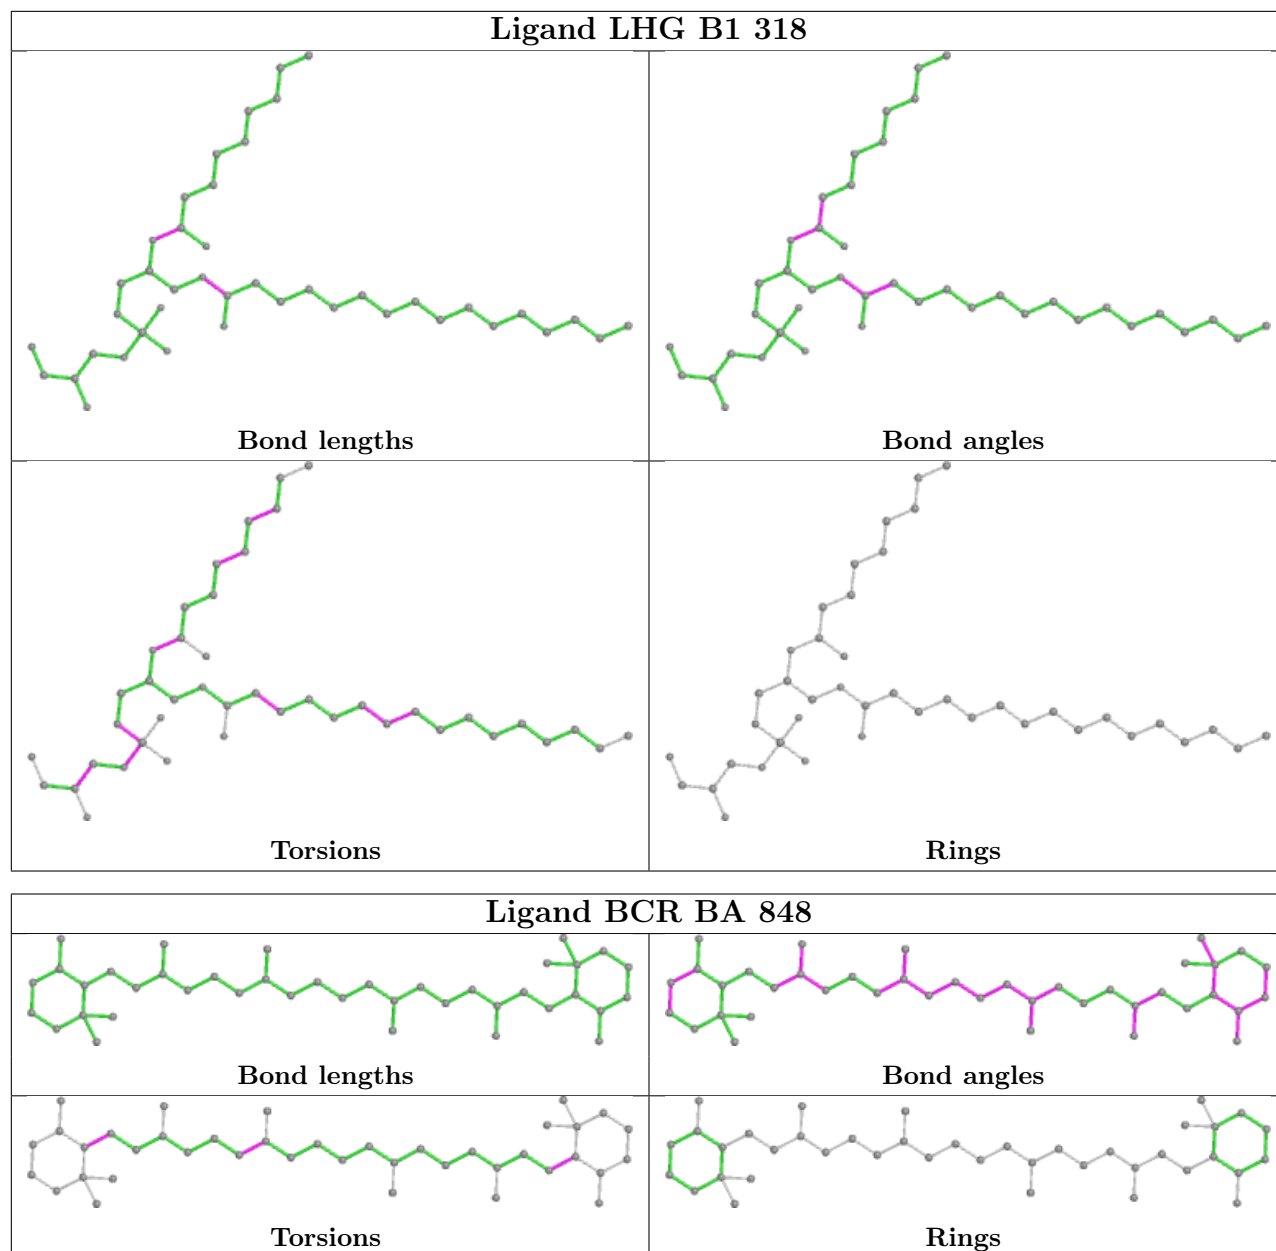 Ligand LHG B1 318
Bond lengths
Bond angles
Torsions
Rings
Ligand BCR BA 848
Bond lengths
Bond angles
Torsions
Rings